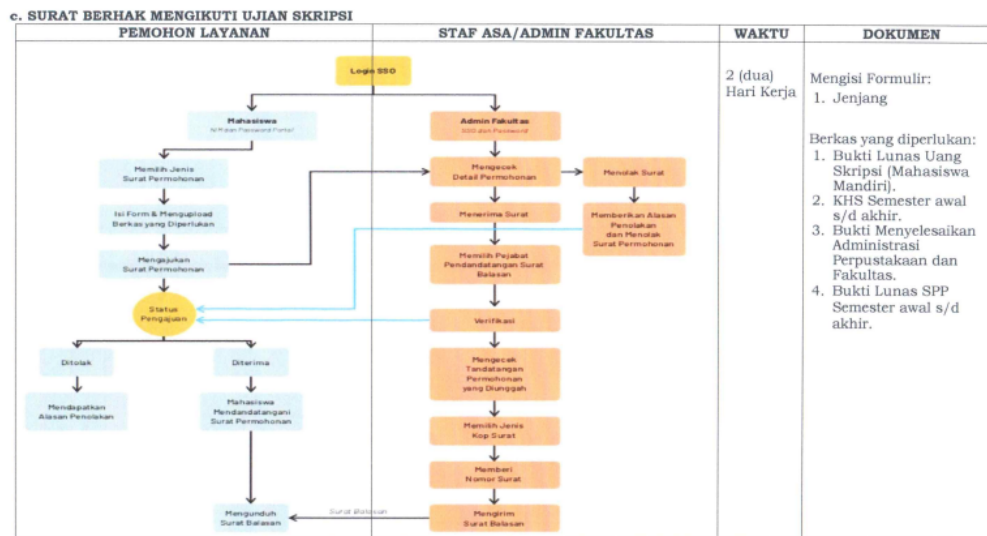 c. SURAT BERHAK MENGIKUTI UJIAN SKRIPSI
PEMOHON LAYANAN
STAF ASA/ADMIN FAKULTAS
WAKTU
DOKUMEN
Login SSO
Mahasiswa
NIM dan Password Portal
Memilih Jenis
Surat Permohonan
Isi Form & Mengupload
Berkas yang Diperlukan
Mengajukan
Surat Permohonan
Status
Pengajuan
Ditolak
Diterima
Mendapatkan
Alasan Penolakan
Mahasiswa
Mendandatangani
Surat Permohonan
Mengunduh
Surat Balasan
Surat Balasan
Admin Fakultas
SSO dan Password
Mengecek
Detail Permohonan
Menolak Surat
Menerima Surat
Memberikan Alasan
Penolakan
dan Menolak
Surat Permohonan
Memilih Pejabat
Pendandatangan Surat
Balasan
Verifikasi
Mengecek
Tandatangan
Permohonan
yang Diunggah
Memilih Jenis
Kop Surat
Memberi
Nomor Surat
Mengirim
Surat Balasan
2 (dua)
Hari Kerja
Mengisi Formulir:
1. Jenjang
Berkas yang diperlukan:
1. Bukti Lunas Uang
Skripsi (Mahasiswa
Mandiri).
2. KHS Semester awal
s/d akhir.
3. Bukti Menyelesaikan
Administrasi
Perpustakaan dan
Fakultas.
4. Bukti Lunas SPP
Semester awal s/d
akhir.